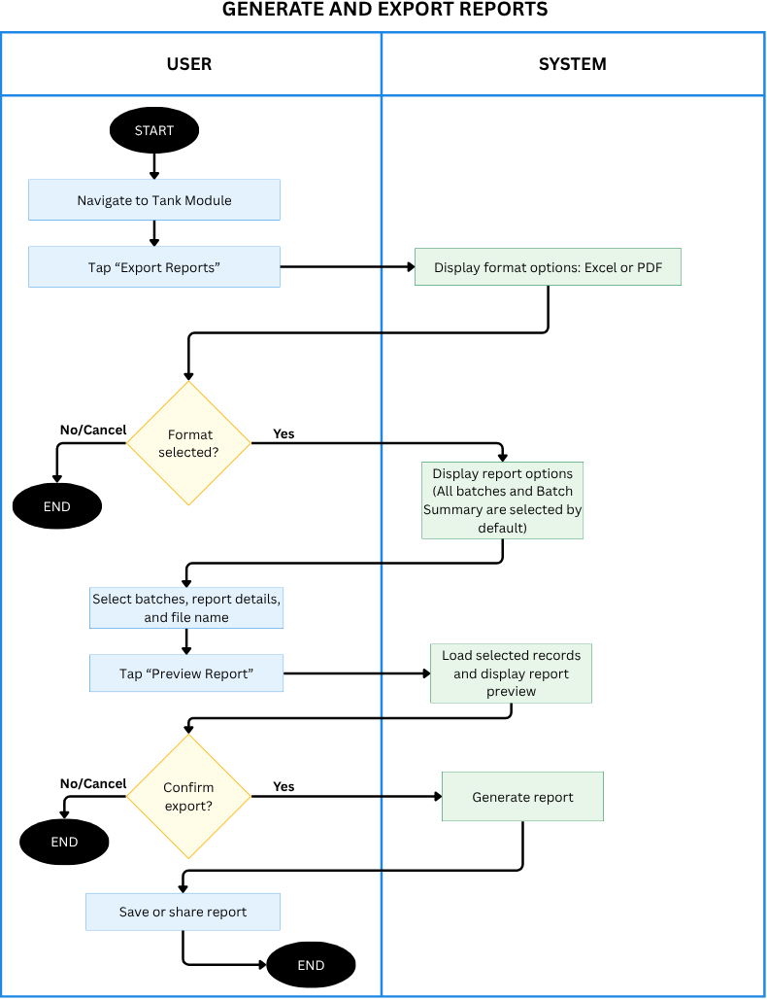 GENERATE AND EXPORT REPORTS
USER
SYSTEM
START
Navigate to Tank Module
Tap “Export Reports”
Display format options: Excel or PDF
No/Cancel
Format
selected?
Yes
END
Display report options
(All batches and Batch
Summary are selected by
default)
Select batches, report details,
and file name
Tap “Preview Report”
Load selected records
and display report
preview
No/Cancel
Confirm
export?
Yes
Generate report
END
Save or share report
END